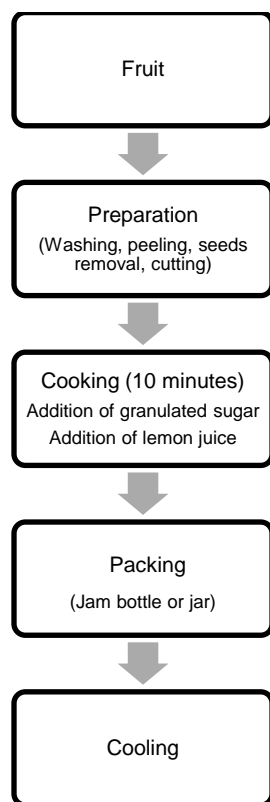 Fruit
Preparation
(Washing, peeling, seeds
removal, cutting)
Cooking (10 minutes)
Addition of granulated sugar
Addition of lemon juice
Packing
(Jam bottle or jar)
Cooling